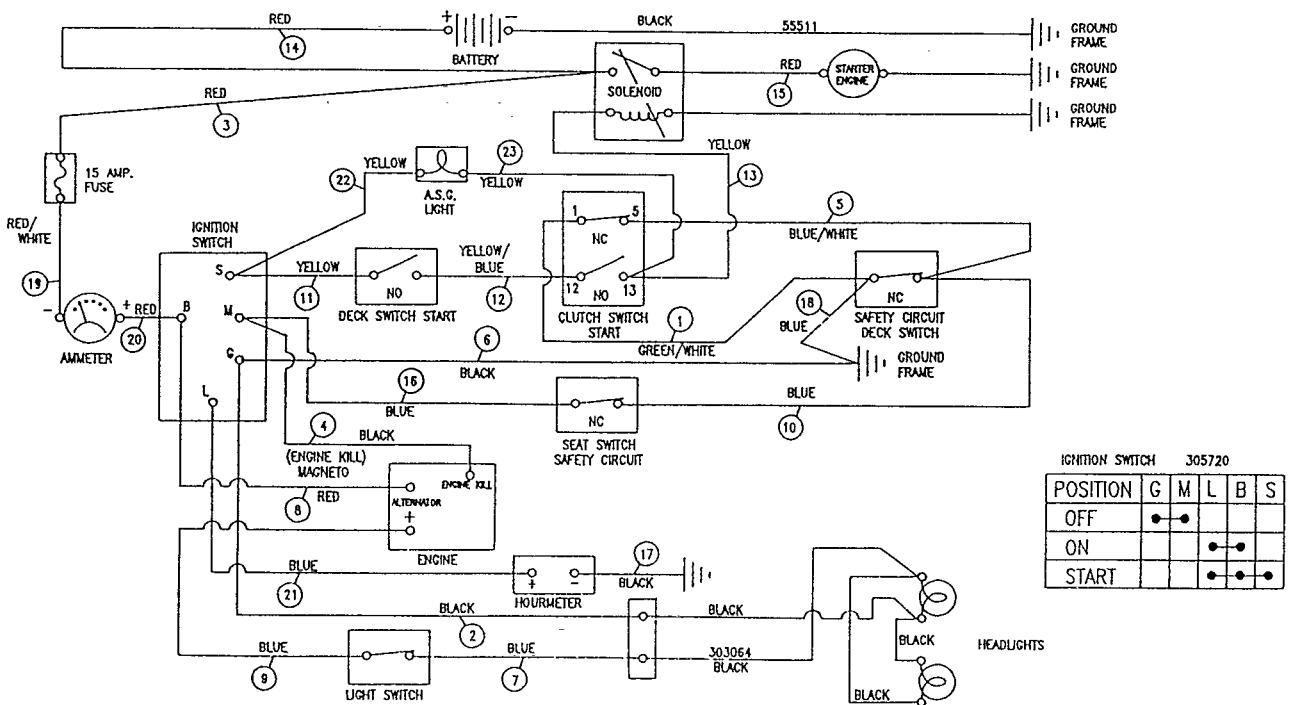 RED
14
+
−
BATTERY
BLACK
55511
GROUND
FRAME
RED
3
SOLENOID
RED
15
STARTER
ENGINE
GROUND
FRAME
GROUND
FRAME
15 AMP.
FUSE
RED/
WHITE
19
−
+
AMMETER
RED
20
IGNITION
SWITCH
S
B
M
G
L
22
YELLOW
A.S.G.
LIGHT
23
YELLOW
YELLOW
13
YELLOW
11
NO
DECK SWITCH START
YELLOW/
BLUE
12
1
5
NC
12
NO
13
CLUTCH SWITCH
START
5
BLUE/WHITE
NC
SAFETY CIRCUIT
DECK SWITCH
18
BLUE
1
GREEN/WHITE
6
BLACK
GROUND
FRAME
16
BLUE
NC
SEAT SWITCH
SAFETY CIRCUIT
BLUE
10
4
BLACK
(ENGINE KILL)
MAGNETO
ENGINE KILL
ALTERNATOR
+
ENGINE
RED
8
BLUE
21
+
−
HOURMETER
17
BLACK
BLACK
2
BLACK
BLUE
9
LIGHT SWITCH
BLUE
7
303064
BLACK
BLACK
BLACK
HEADLIGHTS
IGNITION SWITCH 305720
POSITION G M L B S
OFF
ON
START